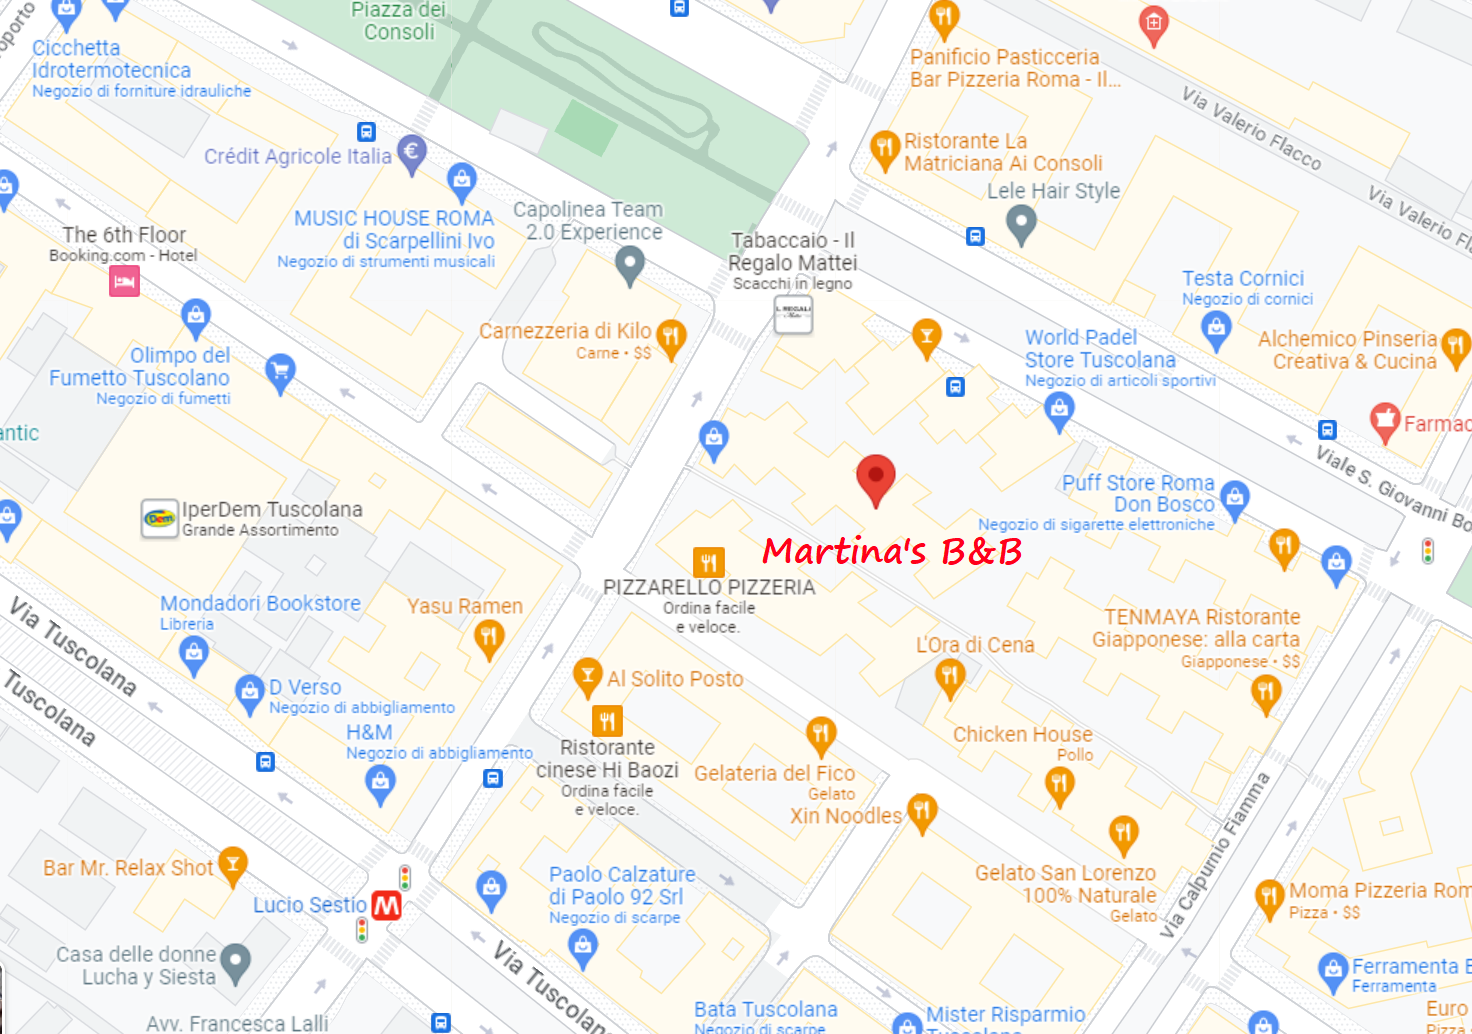 Piazza dei
Consoli
oporto
Cicchetta
Idrotermotecnica
Negozio di forniture idrauliche
Panificio Pasticceria
Bar Pizzeria Roma - Il...
Via Valerio Flacco
Via Valerio Fl
Crédit Agricole Italia
€
Ristorante La
Matriciana Ai Consoli
Lele Hair Style
MUSIC HOUSE ROMA
di Scarpellini Ivo
Negozio di strumenti musicali
Capolinea Team
2.0 Experience
The 6th Floor
Booking.com - Hotel
Tabaccaio - Il
Regalo Mattei
Scacchi in legno
Testa Cornici
Negozio di cornici
Carnezzeria di Kilo
Carne • $$
World Padel
Store Tuscolana
Negozio di articoli sportivi
Alchemico Pinseria
Creativa & Cucina
Olimpo del
Fumetto Tuscolano
Negozio di fumetti
antic
Farmac
Viale S. Giovanni Bo
Puff Store Roma
Don Bosco
Negozio di sigarette elettroniche
Dem
IperDem Tuscolana
Grande Assortimento
Martina's B&B
PIZZARELLO PIZZERIA
Ordina facile
e veloce.
Mondadori Bookstore
Libreria
Yasu Ramen
TENMAYA Ristorante
Giapponese: alla carta
Giapponese • $$
L'Ora di Cena
Via Tuscolana
Tuscolana
Al Solito Posto
D Verso
Negozio di abbigliamento
H&M
Negozio di abbigliamento
Ristorante
cinese Hi Baozi
Ordina facile
e veloce.
Chicken House
Pollo
Gelateria del Fico
Gelato
Xin Noodles
Via Calpurnio Fiamma
Bar Mr. Relax Shot
Paolo Calzature
di Paolo 92 Srl
Negozio di scarpe
Gelato San Lorenzo
100% Naturale
Gelato
Moma Pizzeria Rom
Pizza • $$
Lucio Sestio
M
Casa delle donne
Lucha y Siesta
Via Tuscolana
Ferramenta E
Ferramenta
Avv. Francesca Lalli
Bata Tuscolana
Negozio di scarpe
Mister Risparmio
Tuscolana
Euro
Pizza